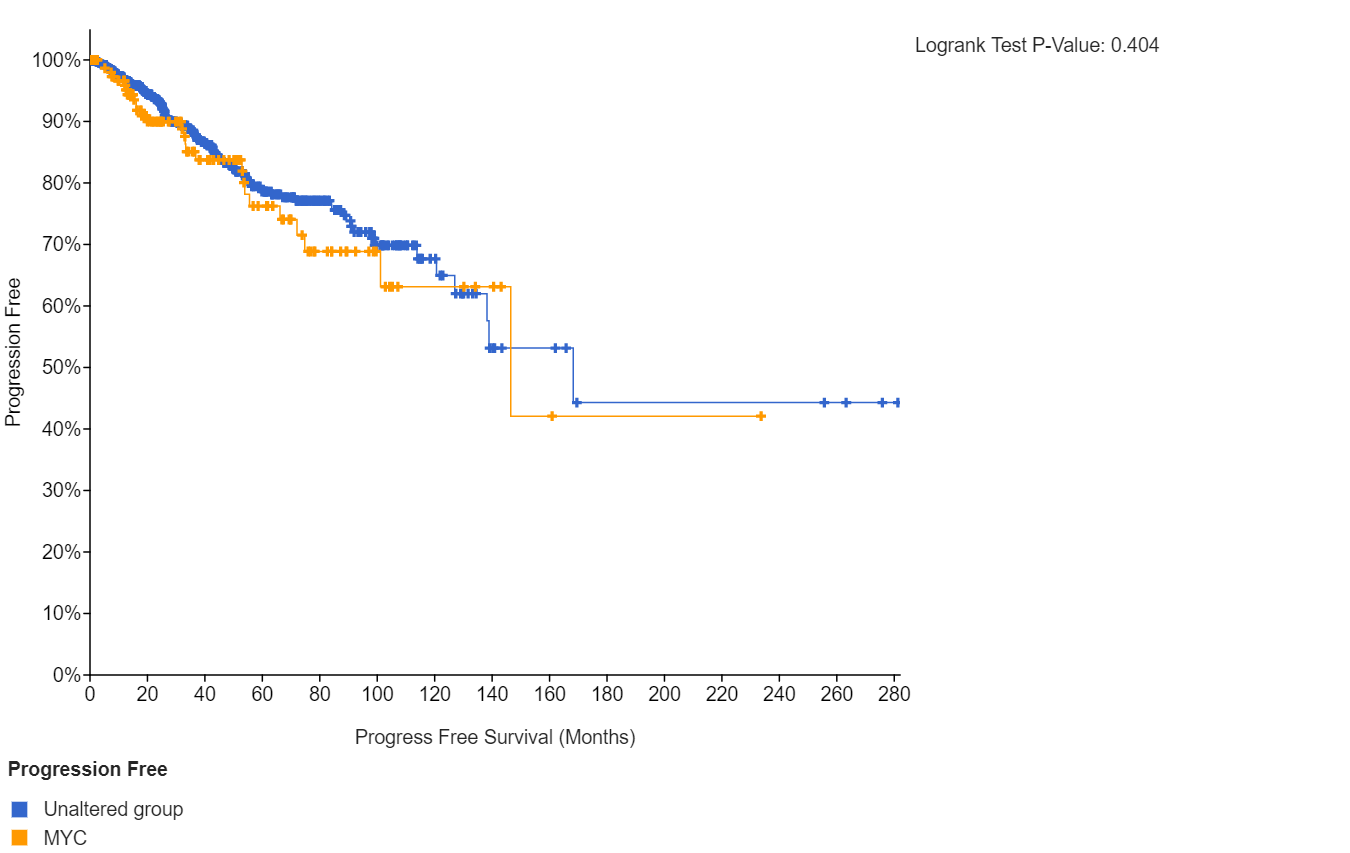 Logrank Test P-Value: 0.404
100%
90%
80%
70%
60%
50%
40%
30%
20%
10%
0%
Progression Free
0 20 40 60 80 100 120 140 160 180 200 220 240 260 280
Progress Free Survival (Months)
Progression Free
Unaltered group
MYC